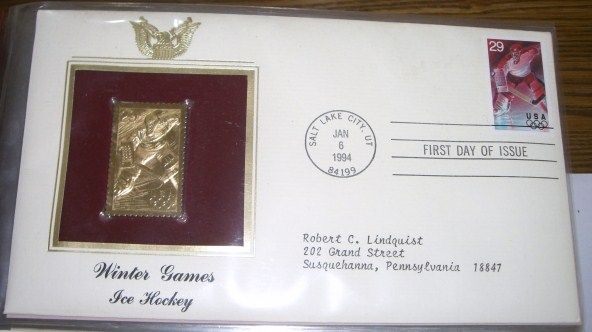 29
USA
SALT LAKE CITY, UT
JAN
6
1994
84199
FIRST DAY OF ISSUE
Robert C. Lindquist
202 Grand Street
Susquehanna, Pennsylvania 18847
Winter Games
Ice Hockey